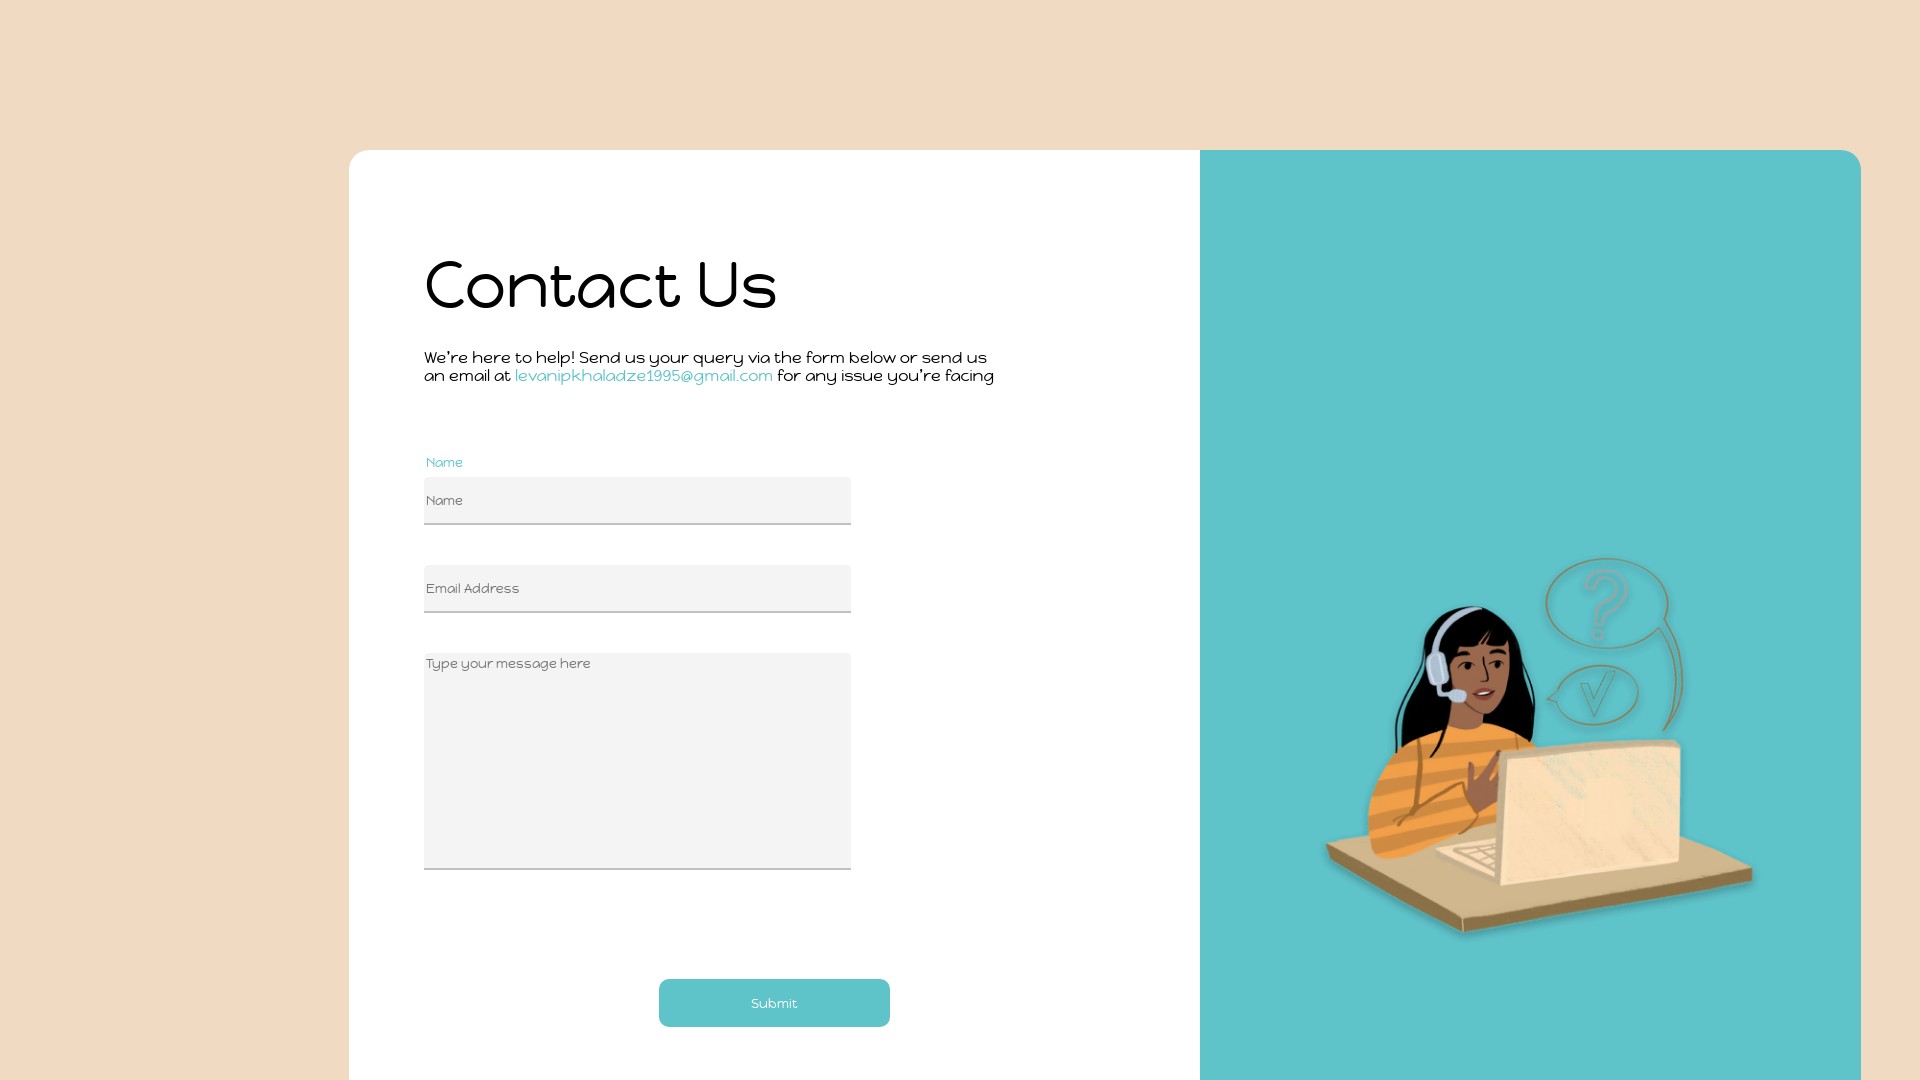 Contact Us
We're here to help! Send us your query via the form below or send us
an email at levanipkhaladze1995@gmail.com for any issue you're facing
Name
Name
Email Address
Type your message here
Submit
?